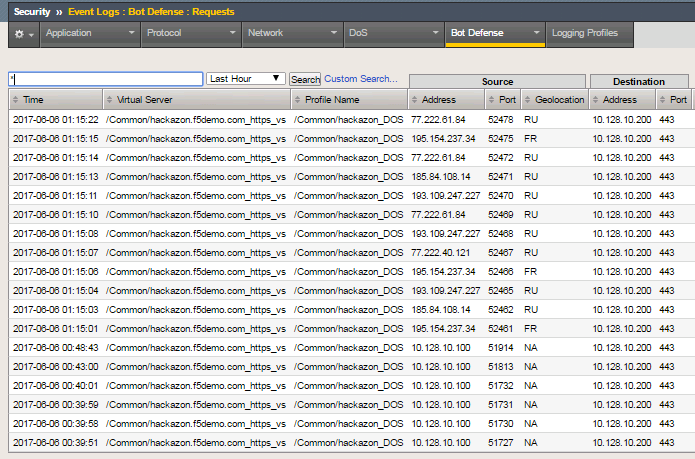 Security » Event Logs : Bot Defense : Requests
Application Protocol Network DoS Bot Defense Logging Profiles
* Last Hour Search Custom Search... Source Destination
Time Virtual Server Profile Name Address Port Geolocation Address Port
2017-06-06 01:15:22 /Common/hackazon.f5demo.com_https_vs /Common/hackazon_DOS 77.222.61.84 52478 RU 10.128.10.200 443
2017-06-06 01:15:15 /Common/hackazon.f5demo.com_https_vs /Common/hackazon_DOS 195.154.237.34 52475 FR 10.128.10.200 443
2017-06-06 01:15:14 /Common/hackazon.f5demo.com_https_vs /Common/hackazon_DOS 77.222.61.84 52472 RU 10.128.10.200 443
2017-06-06 01:15:13 /Common/hackazon.f5demo.com_https_vs /Common/hackazon_DOS 185.84.108.14 52471 RU 10.128.10.200 443
2017-06-06 01:15:11 /Common/hackazon.f5demo.com_https_vs /Common/hackazon_DOS 193.109.247.227 52470 RU 10.128.10.200 443
2017-06-06 01:15:10 /Common/hackazon.f5demo.com_https_vs /Common/hackazon_DOS 77.222.61.84 52469 RU 10.128.10.200 443
2017-06-06 01:15:08 /Common/hackazon.f5demo.com_https_vs /Common/hackazon_DOS 193.109.247.227 52468 RU 10.128.10.200 443
2017-06-06 01:15:07 /Common/hackazon.f5demo.com_https_vs /Common/hackazon_DOS 77.222.40.121 52467 RU 10.128.10.200 443
2017-06-06 01:15:06 /Common/hackazon.f5demo.com_https_vs /Common/hackazon_DOS 195.154.237.34 52466 FR 10.128.10.200 443
2017-06-06 01:15:04 /Common/hackazon.f5demo.com_https_vs /Common/hackazon_DOS 193.109.247.227 52465 RU 10.128.10.200 443
2017-06-06 01:15:03 /Common/hackazon.f5demo.com_https_vs /Common/hackazon_DOS 185.84.108.14 52462 RU 10.128.10.200 443
2017-06-06 01:15:01 /Common/hackazon.f5demo.com_https_vs /Common/hackazon_DOS 195.154.237.34 52461 FR 10.128.10.200 443
2017-06-06 00:48:43 /Common/hackazon.f5demo.com_https_vs /Common/hackazon_DOS 10.128.10.100 51914 NA 10.128.10.200 443
2017-06-06 00:43:00 /Common/hackazon.f5demo.com_https_vs /Common/hackazon_DOS 10.128.10.100 51813 NA 10.128.10.200 443
2017-06-06 00:40:01 /Common/hackazon.f5demo.com_https_vs /Common/hackazon_DOS 10.128.10.100 51732 NA 10.128.10.200 443
2017-06-06 00:39:59 /Common/hackazon.f5demo.com_https_vs /Common/hackazon_DOS 10.128.10.100 51731 NA 10.128.10.200 443
2017-06-06 00:39:58 /Common/hackazon.f5demo.com_https_vs /Common/hackazon_DOS 10.128.10.100 51730 NA 10.128.10.200 443
2017-06-06 00:39:51 /Common/hackazon.f5demo.com_https_vs /Common/hackazon_DOS 10.128.10.100 51727 NA 10.128.10.200 443